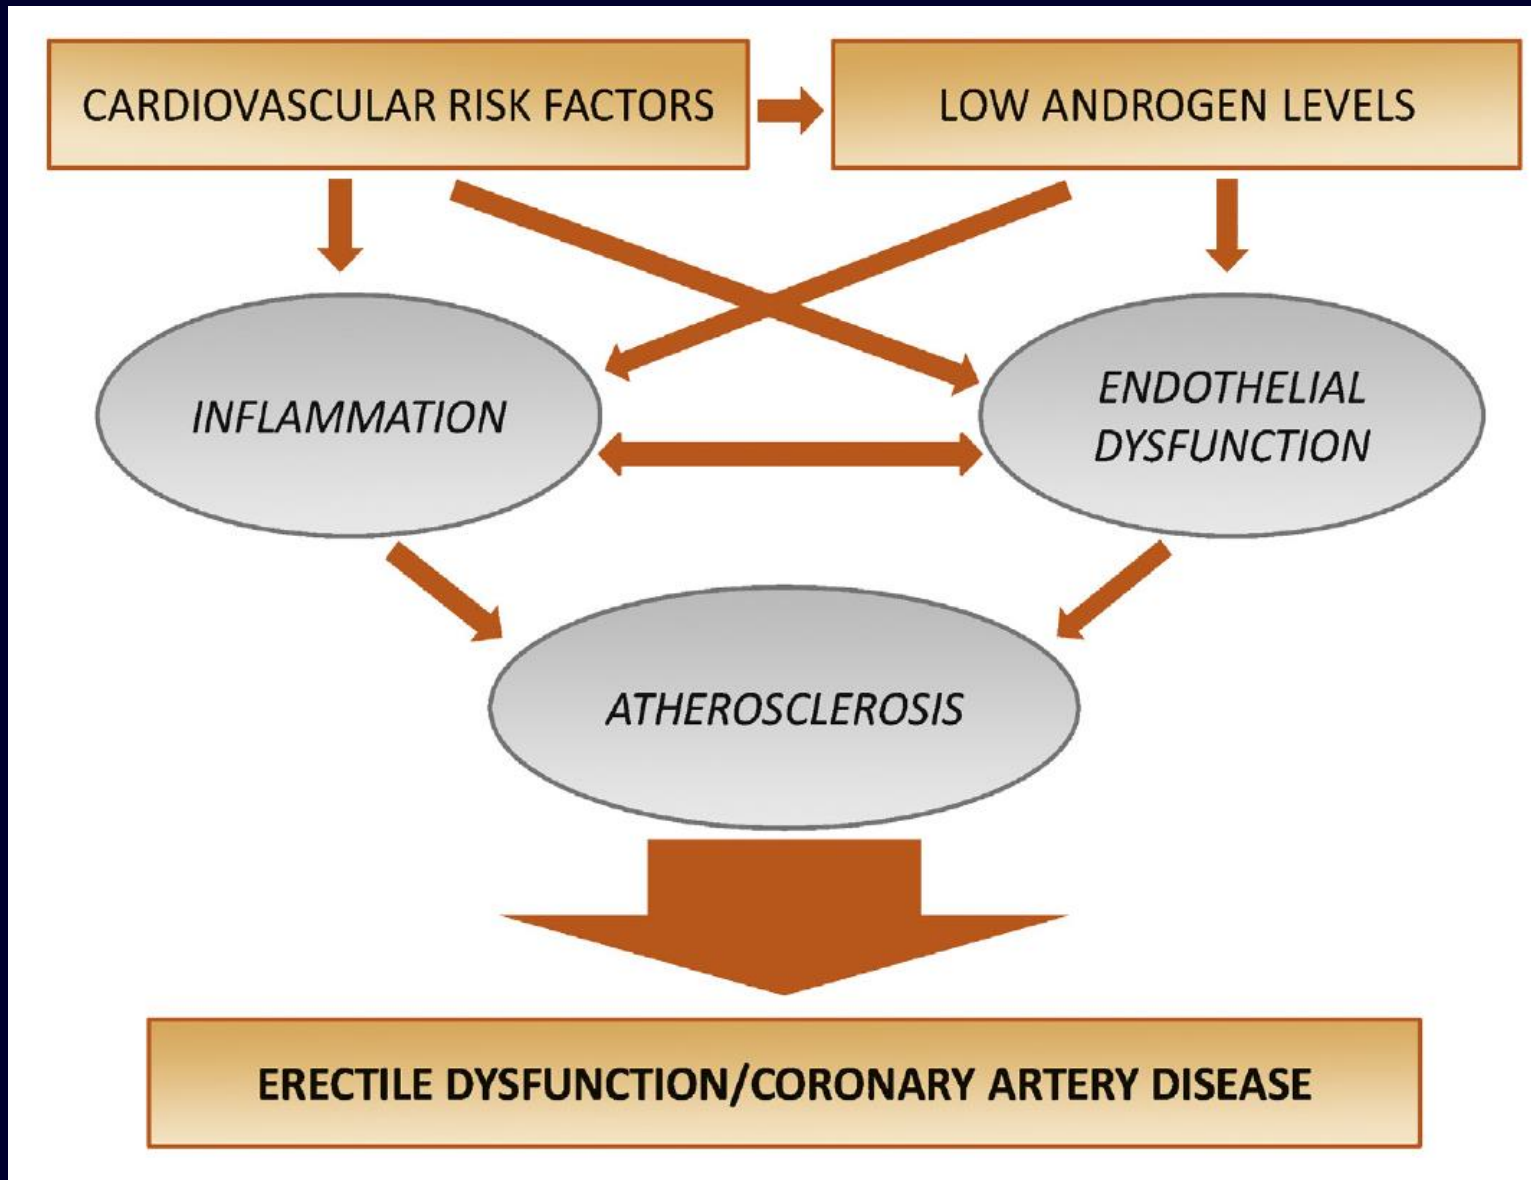 CARDIOVASCULAR RISK FACTORS
LOW ANDROGEN LEVELS
INFLAMMATION
ENDOTHELIAL
DYSFUNCTION
ATHEROSCLEROSIS
ERECTILE DYSFUNCTION/CORONARY ARTERY DISEASE